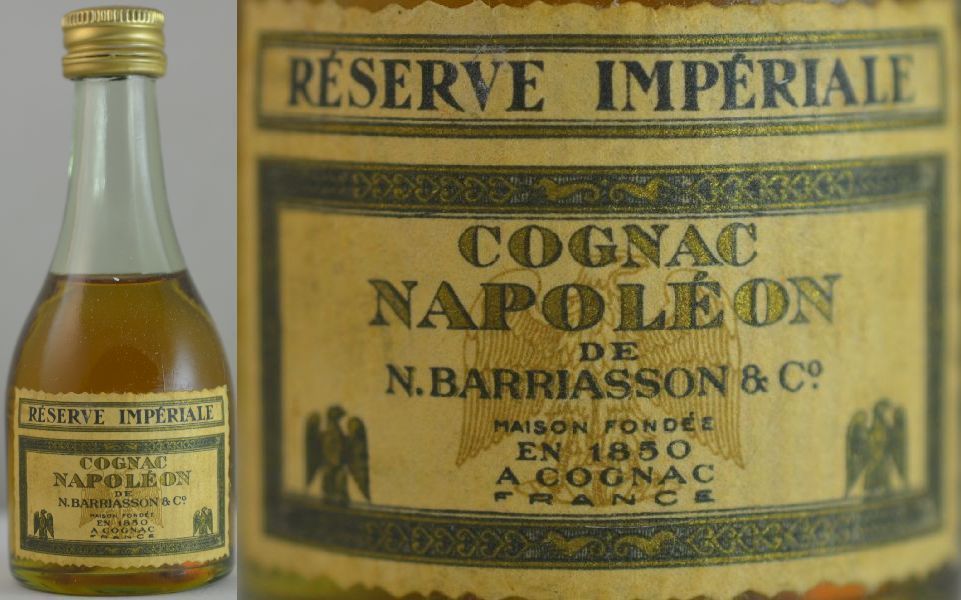 RÉSERVE IMPÉRIALE
COGNAC
NAPOLÉON
DE
N. BARRIASSON & Cº
MAISON FONDÉE
EN 1850
A COGNAC
FRANCE
RÉSERVE IMPÉRIALE
COGNAC
NAPOLÉON
DE
N. BARRIASSON & Cº
MAISON FONDÉE
EN 1850
A COGNAC
FRANCE